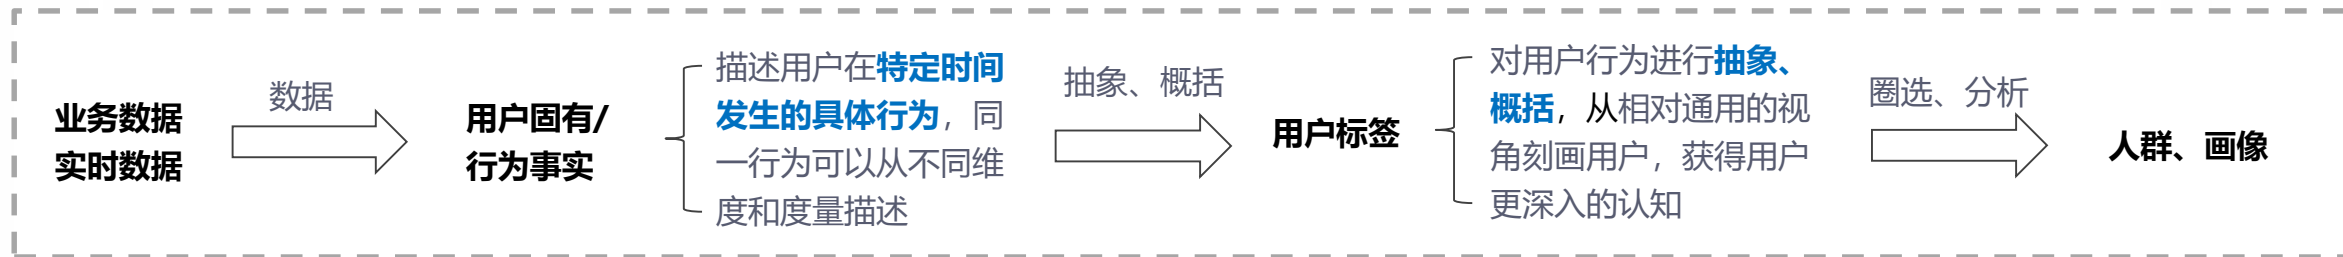 业务数据
实时数据
数据
用户固有/
行为事实
描述用户在特定时间
发生的具体行为，同
一行为可以从不同维
度和度量描述
抽象、概括
用户标签
对用户行为进行抽象、
概括，从相对通用的视
角刻画用户，获得用户
更深入的认知
圈选、分析
人群、画像